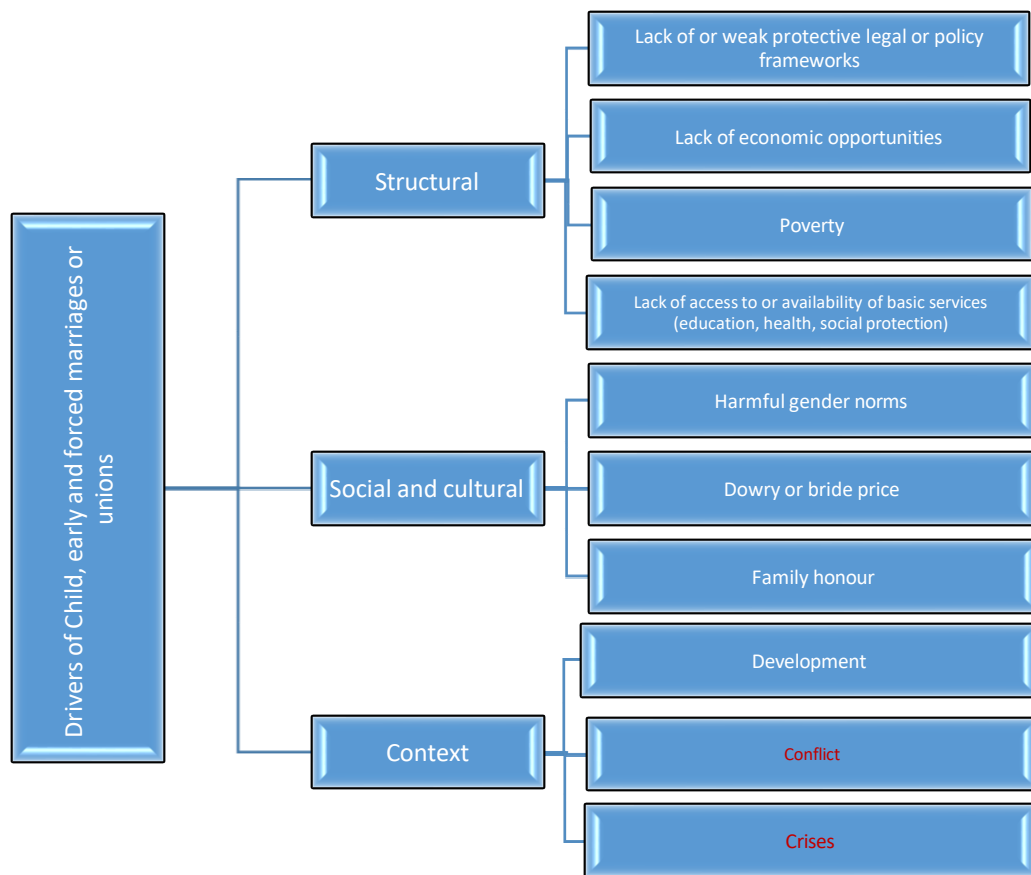 Drivers of Child, early and forced marriages or
unions
Structural
Lack of or weak protective legal or policy
frameworks
Lack of economic opportunities
Poverty
Lack of access to or availability of basic services
(education, health, social protection)
Social and cultural
Harmful gender norms
Dowry or bride price
Family honour
Context
Development
Conflict
Crises